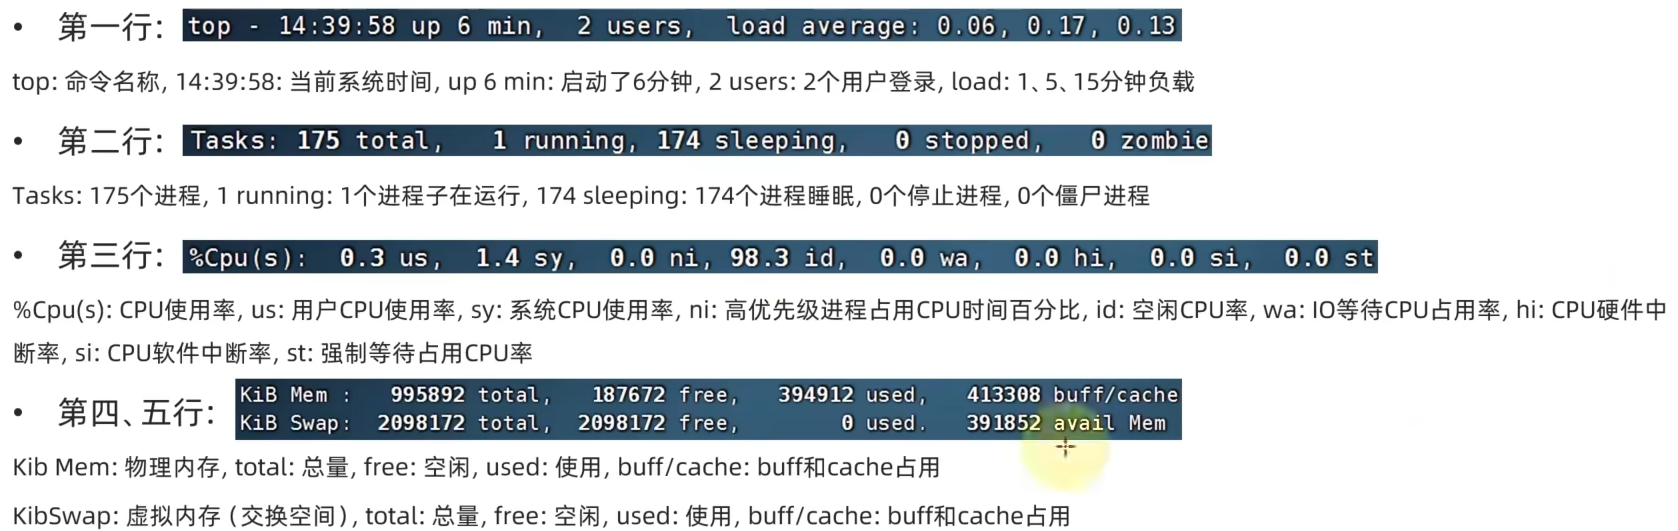 • 第一行: top - 14:39:58 up 6 min, 2 users, load average: 0.06, 0.17, 0.13
top: 命令名称, 14:39:58: 当前系统时间, up 6 min: 启动了6分钟, 2 users: 2个用户登录, load: 1、5、15分钟负载
• 第二行: Tasks: 175 total, 1 running, 174 sleeping, 0 stopped, 0 zombie
Tasks: 175个进程, 1 running: 1个进程子在运行, 174 sleeping: 174个进程睡眠, 0个停止进程, 0个僵尸进程
• 第三行: %Cpu(s): 0.3 us, 1.4 sy, 0.0 ni, 98.3 id, 0.0 wa, 0.0 hi, 0.0 si, 0.0 st
%Cpu(s): CPU使用率, us: 用户CPU使用率, sy: 系统CPU使用率, ni: 高优先级进程占用CPU时间百分比, id: 空闲CPU率, wa: IO等待CPU占用率, hi: CPU硬件中
断率, si: CPU软件中断率, st: 强制等待占用CPU率
• 第四、五行: KiB Mem : 995892 total, 187672 free, 394912 used, 413308 buff/cache
KiB Swap: 2098172 total, 2098172 free, 0 used. 391852 avail Mem
Kib Mem: 物理内存, total: 总量, free: 空闲, used: 使用, buff/cache: buff和cache占用
KibSwap: 虚拟内存 (交换空间), total: 总量, free: 空闲, used: 使用, buff/cache: buff和cache占用